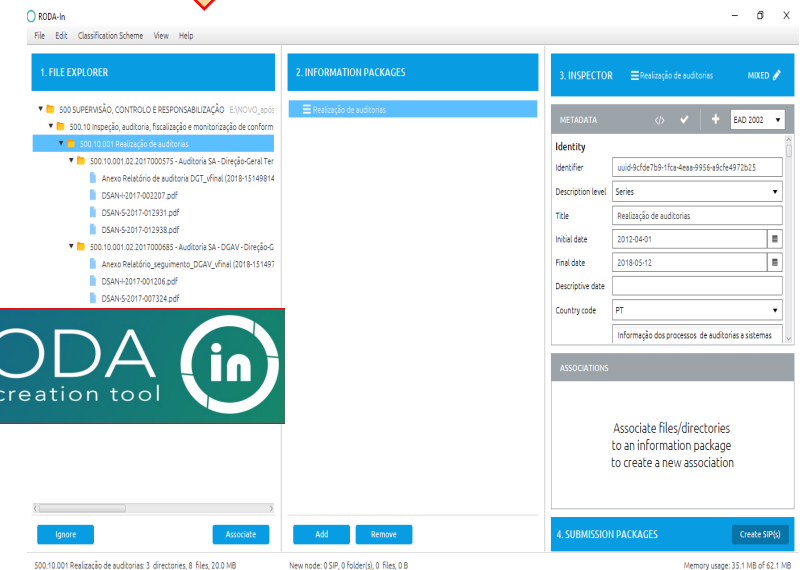 RODA-In
File Edit Classification Scheme View Help
1. FILE EXPLORER
500 SUPERVISÃO, CONTROLO E RESPONSABILIZAÇÃO E:\NOVO_após
500.10 Inspeção, auditoria, fiscalização e monitorização de conform
500.10.001 Realização de auditorias
500.10.001.02.2017000575 - Auditoria SA - Direção-Geral Ter
Anexo Relatório de auditoria DGT_vfinal (2018-15149814
DSAN-I-2017-002207.pdf
DSAN-S-2017-012931.pdf
DSAN-S-2017-012938.pdf
500.10.001.02.2017000685 - Auditoria SA - DGAV - Direção-G
Anexo Relatório_seguimento_DGAV_vfinal (2018-151497
DSAN-I-2017-001206.pdf
DSAN-S-2017-007324.pdf
ODA in
creation tool
Ignore Associate
500.10.001 Realização de auditorias: 3 directories, 8 files, 20.0 MB
2. INFORMATION PACKAGES
Realização de auditorias
Add Remove
New node: 0 SIP, 0 folder(s), 0 files, 0 B
3. INSPECTOR Realização de auditorias MIXED
METADATA </> + EAD 2002
Identity
Identifier uuid-9cfde7b9-1fca-4eaa-9956-a9cfe4972b25
Description level Series
Title Realização de auditorias
Initial date 2012-04-01
Final date 2018-05-12
Descriptive date
Country code PT
Informação dos processos de auditorias a sistemas
ASSOCIATIONS
Associate files/directories
to an information package
to create a new association
4. SUBMISSION PACKAGES Create SIP(s)
Memory usage: 35.1 MB of 62.1 MB